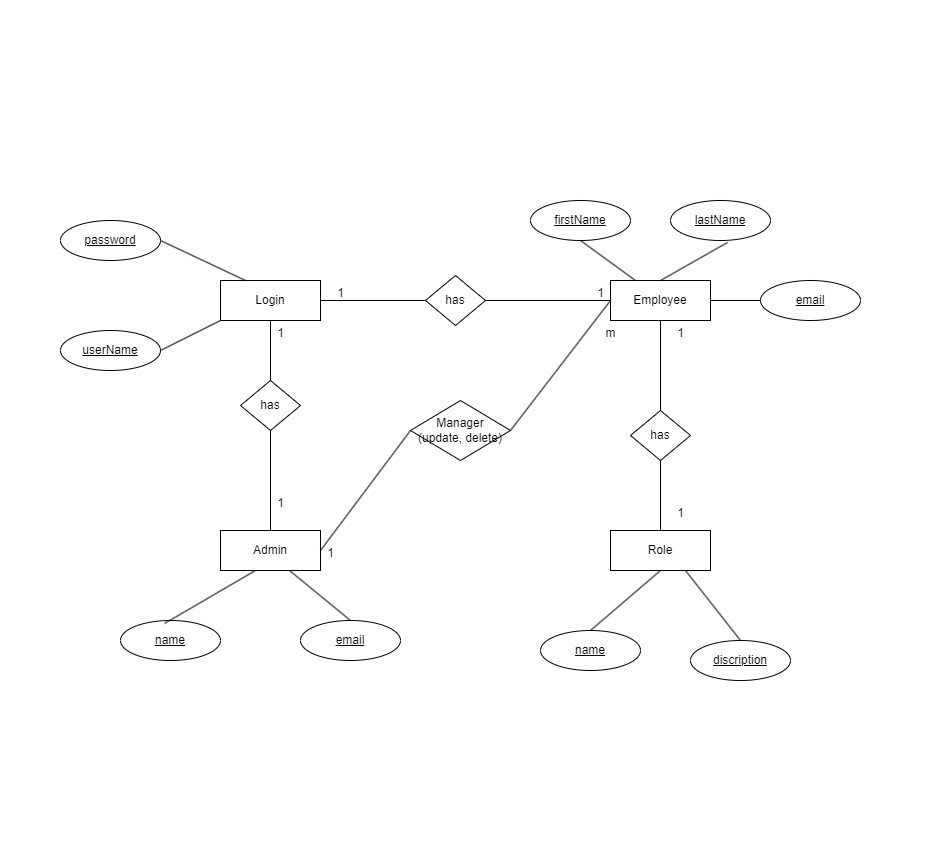 firstName
lastName
password
Login
1
has
1
Employee
email
userName
1
m
1
has
Manager
(update, delete)
has
1
1
Admin
1
Role
name
email
name
discription